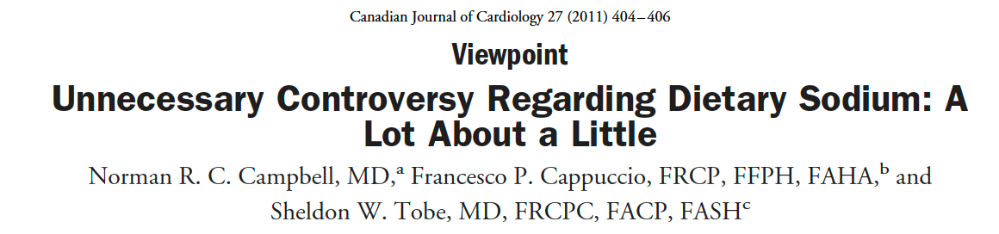 Canadian Journal of Cardiology 27 (2011) 404–406
Viewpoint
Unnecessary Controversy Regarding Dietary Sodium: A
Lot About a Little
Norman R. C. Campbell, MD,ᵃ Francesco P. Cappuccio, FRCP, FFPH, FAHA,ᵇ and
Sheldon W. Tobe, MD, FRCPC, FACP, FASHᶜ